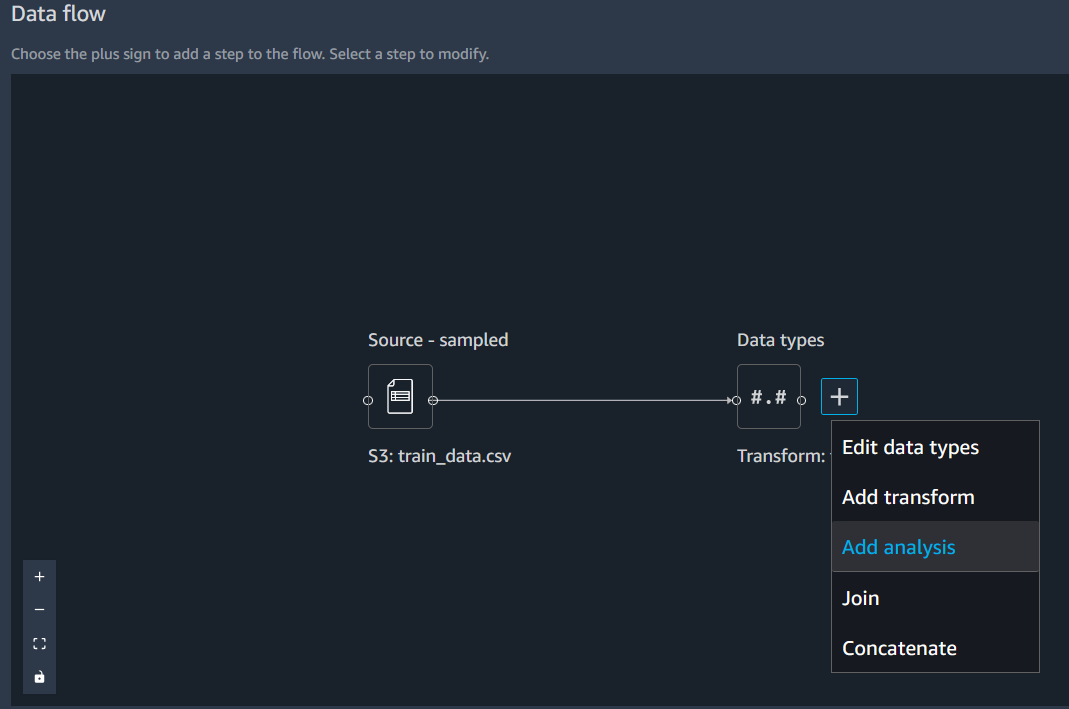 Data flow
Choose the plus sign to add a step to the flow. Select a step to modify.
Source - sampled
Data types
#.#
S3: train_data.csv
Transform:
Edit data types
Add transform
Add analysis
Join
Concatenate